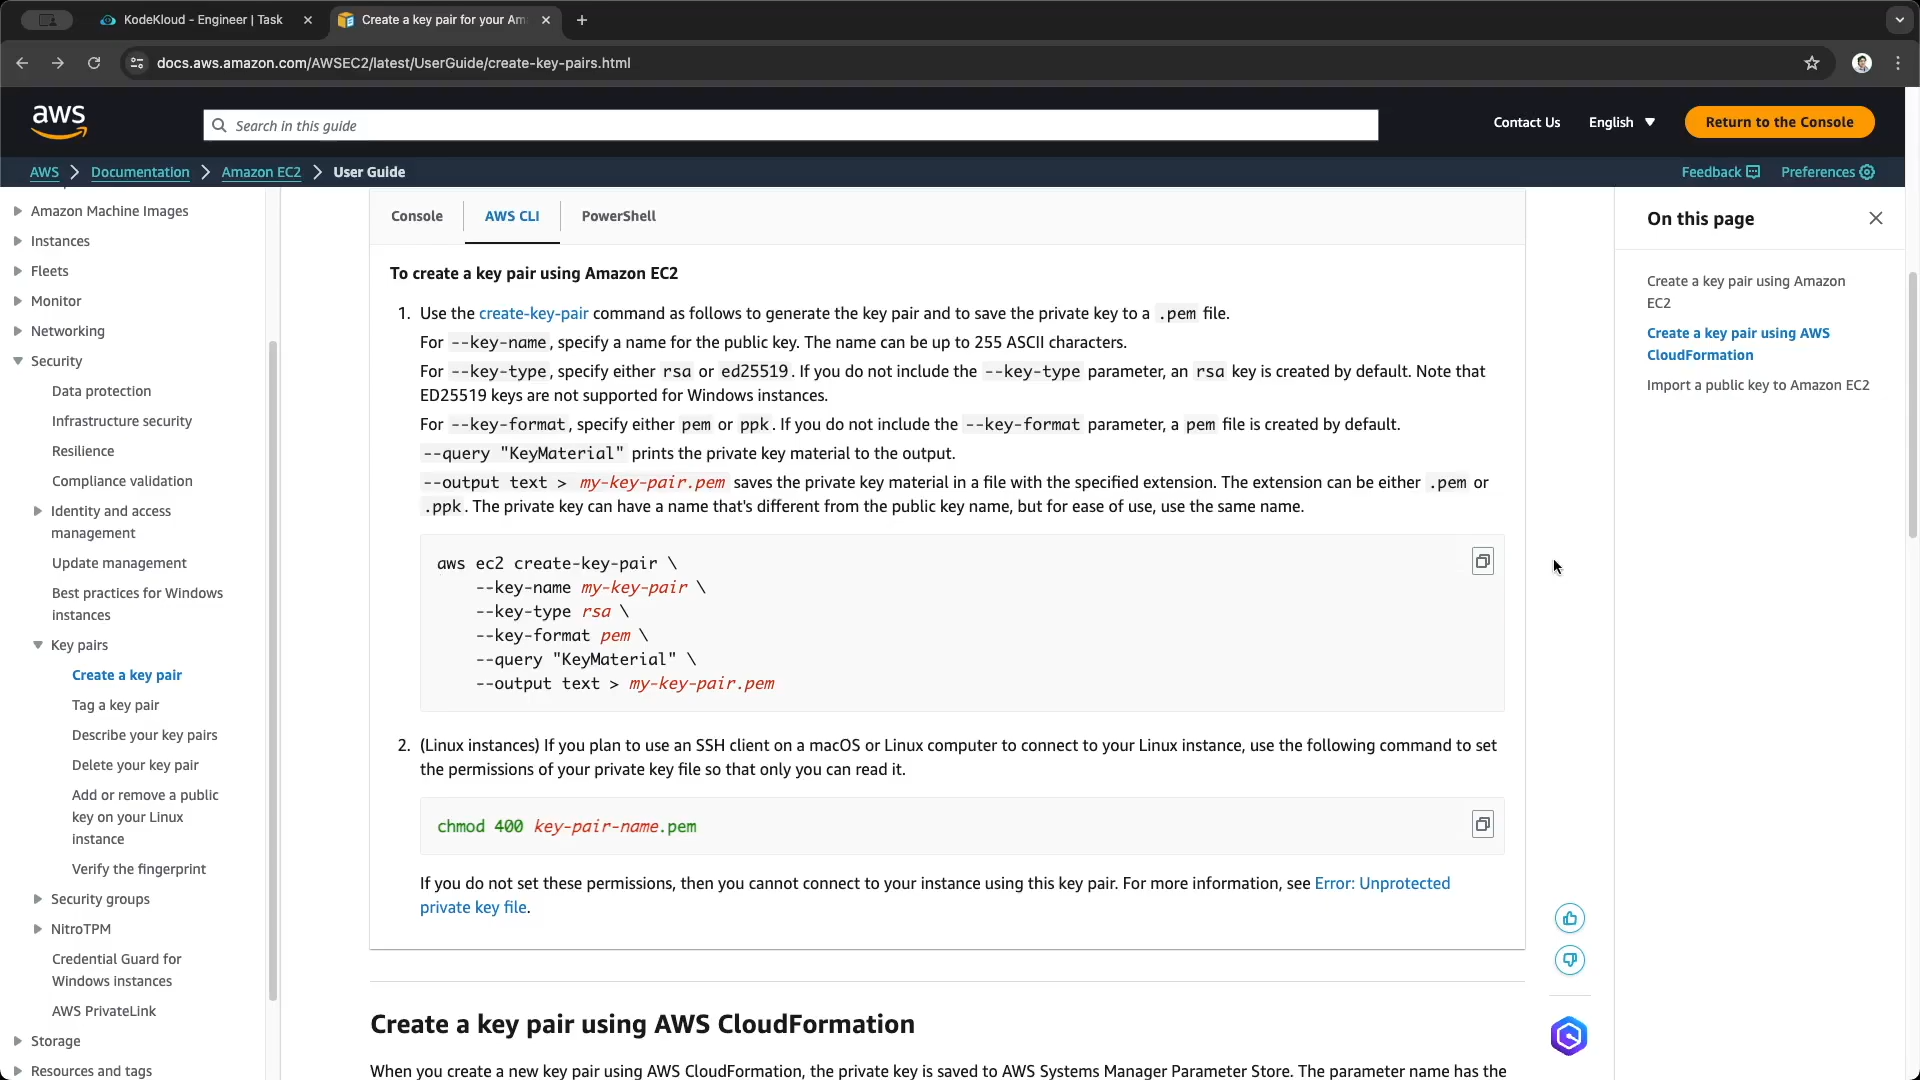 KodeKloud - Engineer | Task
Create a key pair for your Am
docs.aws.amazon.com/AWSEC2/latest/UserGuide/create-key-pairs.html
aws
Search in this guide
Contact Us
English
Return to the Console
AWS > Documentation > Amazon EC2 > User Guide
Feedback
Preferences
Amazon Machine Images
Instances
Fleets
Monitor
Networking
Security
Data protection
Infrastructure security
Resilience
Compliance validation
Identity and access
management
Update management
Best practices for Windows
instances
Key pairs
Create a key pair
Tag a key pair
Describe your key pairs
Delete your key pair
Add or remove a public
key on your Linux
instance
Verify the fingerprint
Security groups
NitroTPM
Credential Guard for
Windows instances
AWS PrivateLink
Storage
Resources and tags
Console
AWS CLI
PowerShell
To create a key pair using Amazon EC2
1. Use the create-key-pair command as follows to generate the key pair and to save the private key to a .pem file.
For --key-name, specify a name for the public key. The name can be up to 255 ASCII characters.
For --key-type, specify either rsa or ed25519. If you do not include the --key-type parameter, an rsa key is created by default. Note that
ED25519 keys are not supported for Windows instances.
For --key-format, specify either pem or ppk. If you do not include the --key-format parameter, a pem file is created by default.
--query "KeyMaterial" prints the private key material to the output.
--output text > my-key-pair.pem saves the private key material in a file with the specified extension. The extension can be either .pem or
.ppk. The private key can have a name that's different from the public key name, but for ease of use, use the same name.
aws ec2 create-key-pair \
--key-name my-key-pair \
--key-type rsa \
--key-format pem \
--query "KeyMaterial" \
--output text > my-key-pair.pem
2. (Linux instances) If you plan to use an SSH client on a macOS or Linux computer to connect to your Linux instance, use the following command to set
the permissions of your private key file so that only you can read it.
chmod 400 key-pair-name.pem
If you do not set these permissions, then you cannot connect to your instance using this key pair. For more information, see Error: Unprotected
private key file.
Create a key pair using AWS CloudFormation
When you create a new key pair using AWS CloudFormation, the private key is saved to AWS Systems Manager Parameter Store. The parameter name has the
On this page
Create a key pair using Amazon
EC2
Create a key pair using AWS
CloudFormation
Import a public key to Amazon EC2